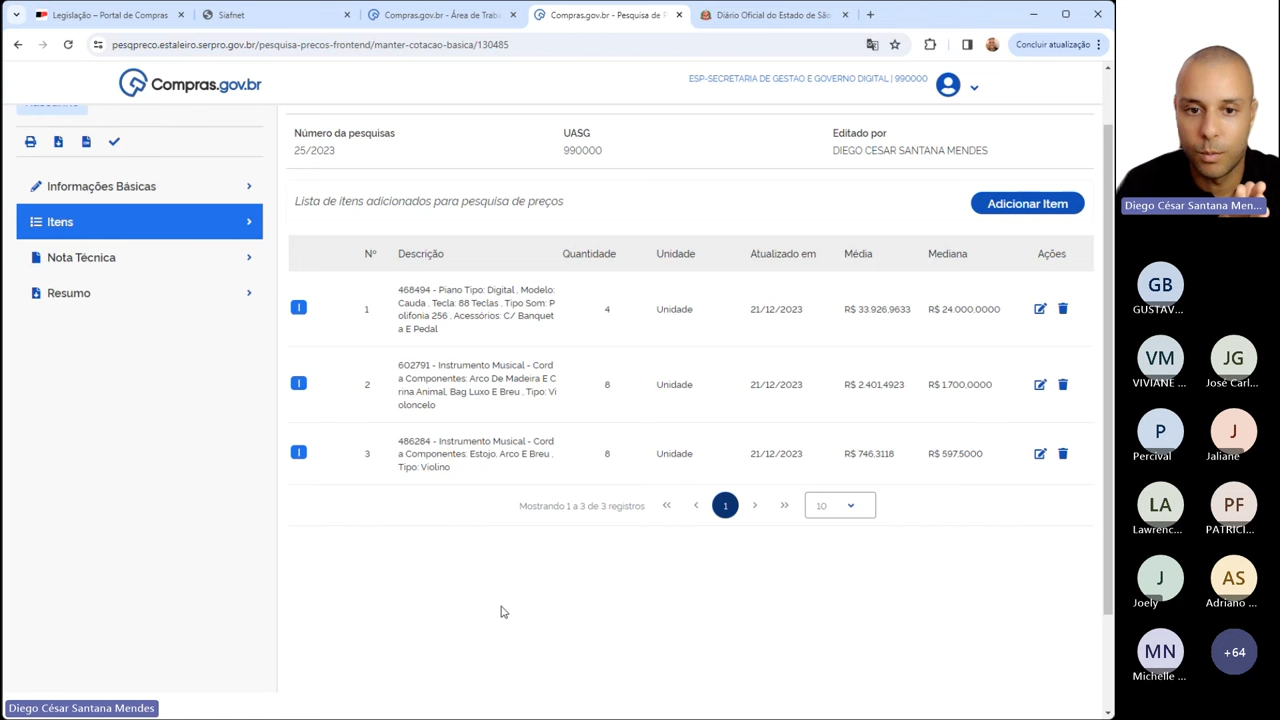 Legislação – Portal de Compras
Siafnet
Compras.gov.br - Área de Traba
Compras.gov.br - Pesquisa de P
Diário Oficial do Estado de São
pesqpreco.estaleiro.serpro.gov.br/pesquisa-precos-frontend/manter-cotacao-basica/130485
Concluir atualização
Compras.gov.br
ESP-SECRETARIA DE GESTAO E GOVERNO DIGITAL | 990000
Número da pesquisas
UASG
Editado por
25/2023
990000
DIEGO CESAR SANTANA MENDES
Informações Básicas
Itens
Nota Técnica
Resumo
Lista de itens adicionados para pesquisa de preços
Adicionar Item
Nº Descrição Quantidade Unidade Atualizado em Média Mediana Ações
468494 - Piano Tipo: Digital , Modelo:
Cauda , Tecla: 88 Teclas , Tipo Som: P
olifonia 256 , Acessórios: C/ Banquet
a E Pedal
I 1 4 Unidade 21/12/2023 R$ 33.926,9633 R$ 24.000,0000
602791 - Instrumento Musical - Cord
a Componentes: Arco De Madeira E C
rina Animal, Bag Luxo E Breu , Tipo: Vi
oloncelo
I 2 8 Unidade 21/12/2023 R$ 2.401,4923 R$ 1.700,0000
486284 - Instrumento Musical - Cord
a Componentes: Estojo, Arco E Breu ,
Tipo: Violino
I 3 8 Unidade 21/12/2023 R$ 746,3118 R$ 597,5000
Mostrando 1 a 3 de 3 registros
1
10
Diego César Santana Mendes
Diego César Santana Men...
GB
GUSTAV...
VM
VIVIANE ...
JG
José Carl...
P
Percival
J
Jaliane
LA
Lawrenc...
PF
PATRICI...
J
Joely
AS
Adriano ...
MN
Michelle ...
+64